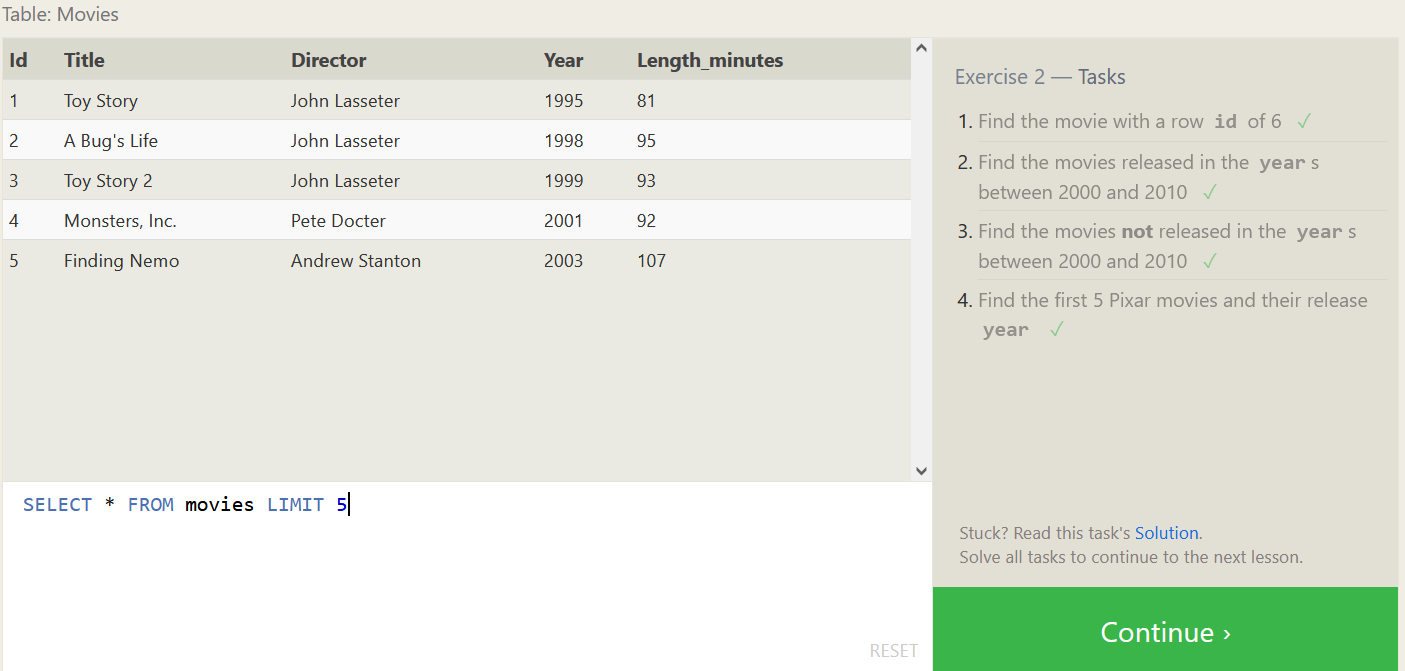 Table: Movies
Id Title Director Year Length_minutes
1 Toy Story John Lasseter 1995 81
2 A Bug's Life John Lasseter 1998 95
3 Toy Story 2 John Lasseter 1999 93
4 Monsters, Inc. Pete Docter 2001 92
5 Finding Nemo Andrew Stanton 2003 107
SELECT * FROM movies LIMIT 5
RESET
Exercise 2 — Tasks
1. Find the movie with a row id of 6 ✓
2. Find the movies released in the year s
between 2000 and 2010 ✓
3. Find the movies not released in the year s
between 2000 and 2010 ✓
4. Find the first 5 Pixar movies and their release
year ✓
Stuck? Read this task's Solution.
Solve all tasks to continue to the next lesson.
Continue ›